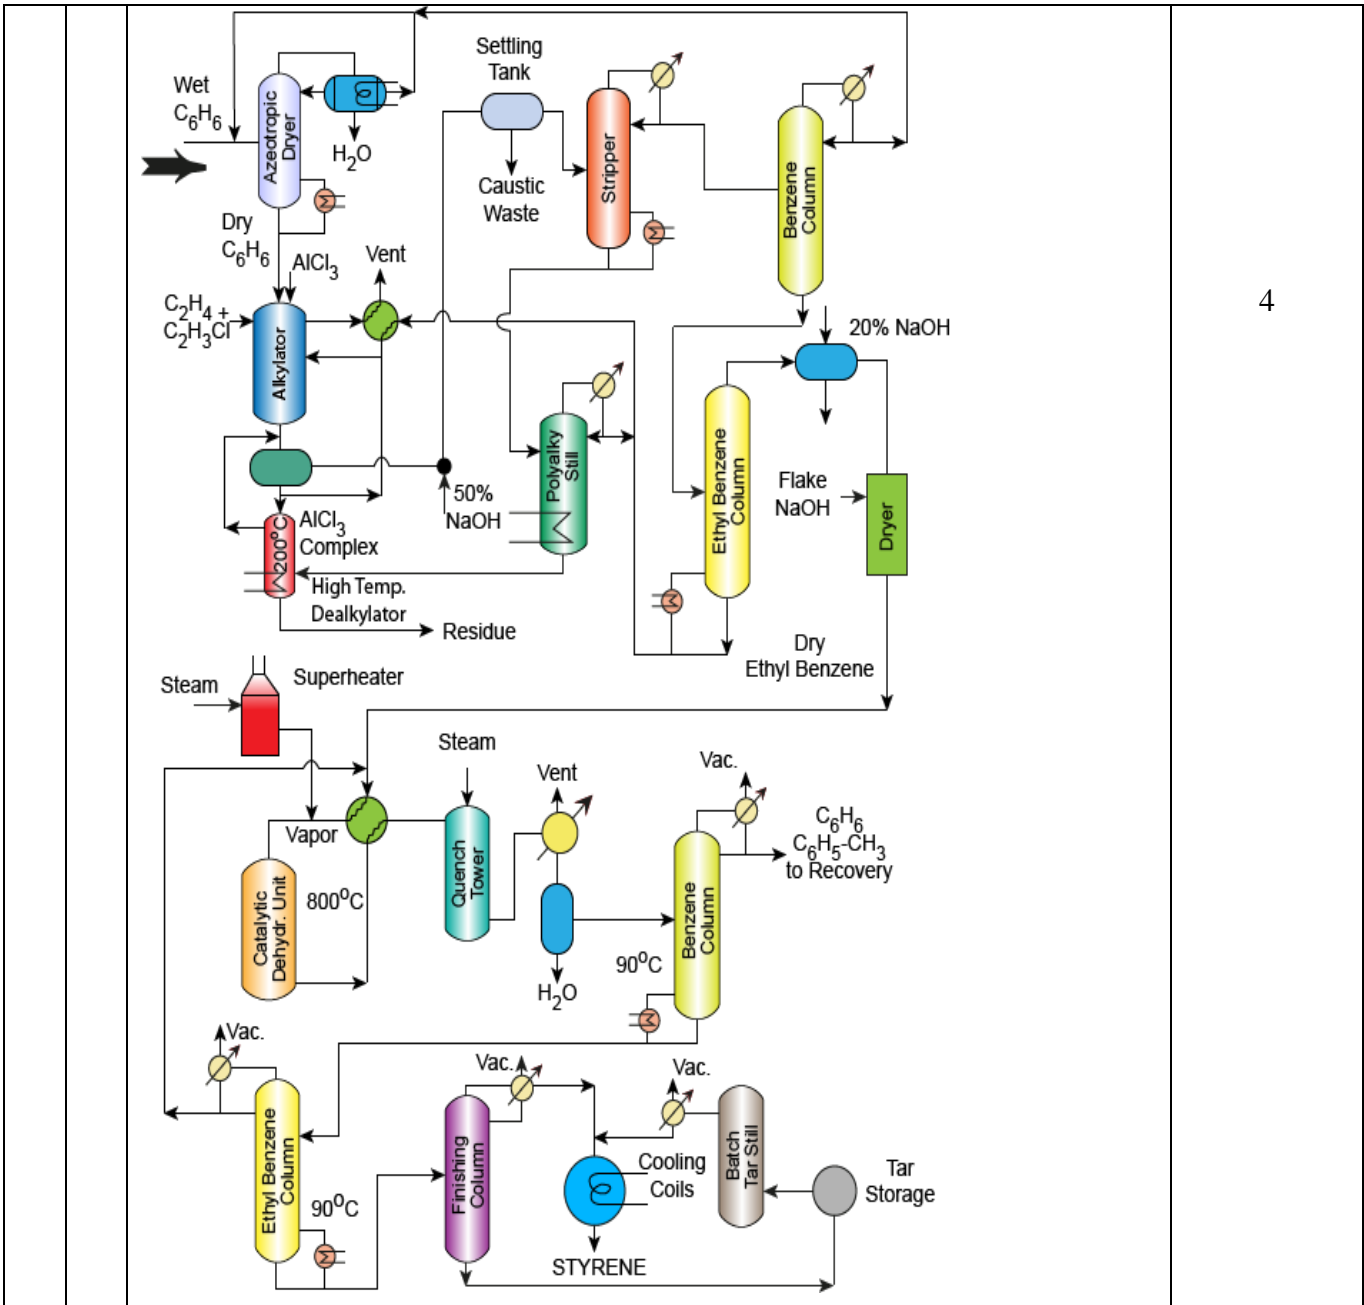 Wet
C₆H₆
Azeotropic
Dryer
H₂O
Settling
Tank
Caustic
Waste
Stripper
Benzene
Column
Dry
C₆H₆
AlCl₃
Vent
C₂H₄ +
C₂H₃Cl
Alkylator
20% NaOH
4
Polyalky
Still
Ethyl Benzene
Column
Flake
NaOH
Dryer
50%
NaOH
200°C
AlCl₃
Complex
High Temp.
Dealkylator
Residue
Dry
Ethyl Benzene
Steam
Superheater
Steam
Vent
Vac.
Vapor
C₆H₆
C₆H₅-CH₃
to Recovery
Catalytic
Dehydr. Unit
800°C
Quench
Tower
Benzene
Column
90°C
H₂O
Vac.
Ethyl Benzene
Column
90°C
Vac.
Finishing
Column
Vac.
Batch
Tar Still
Cooling
Coils
Tar
Storage
STYRENE